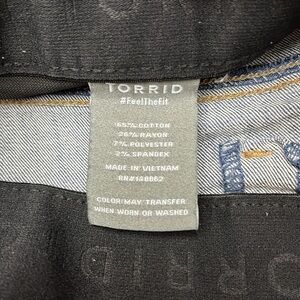 TORRID
#FeelTheFit
65% COTTON
26% RAYON
7% POLYESTER
2% SPANDEX
MADE IN VIETNAM
RN#148862
COLOR MAY TRANSFER
WHEN WORN OR WASHED